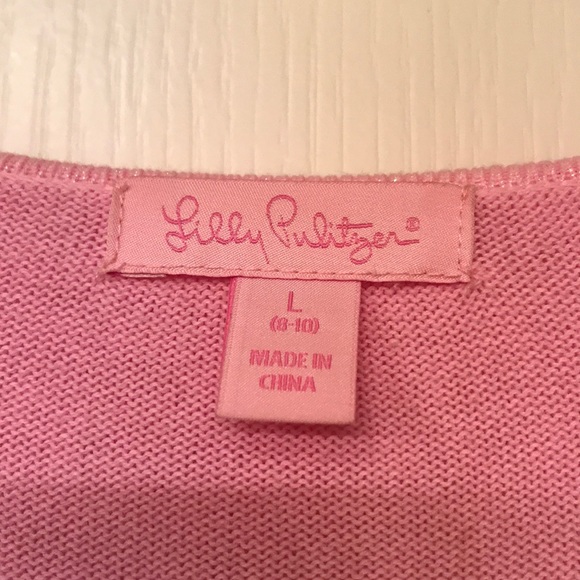 Lilly Pulitzer®
L
(8-10)
MADE IN
CHINA